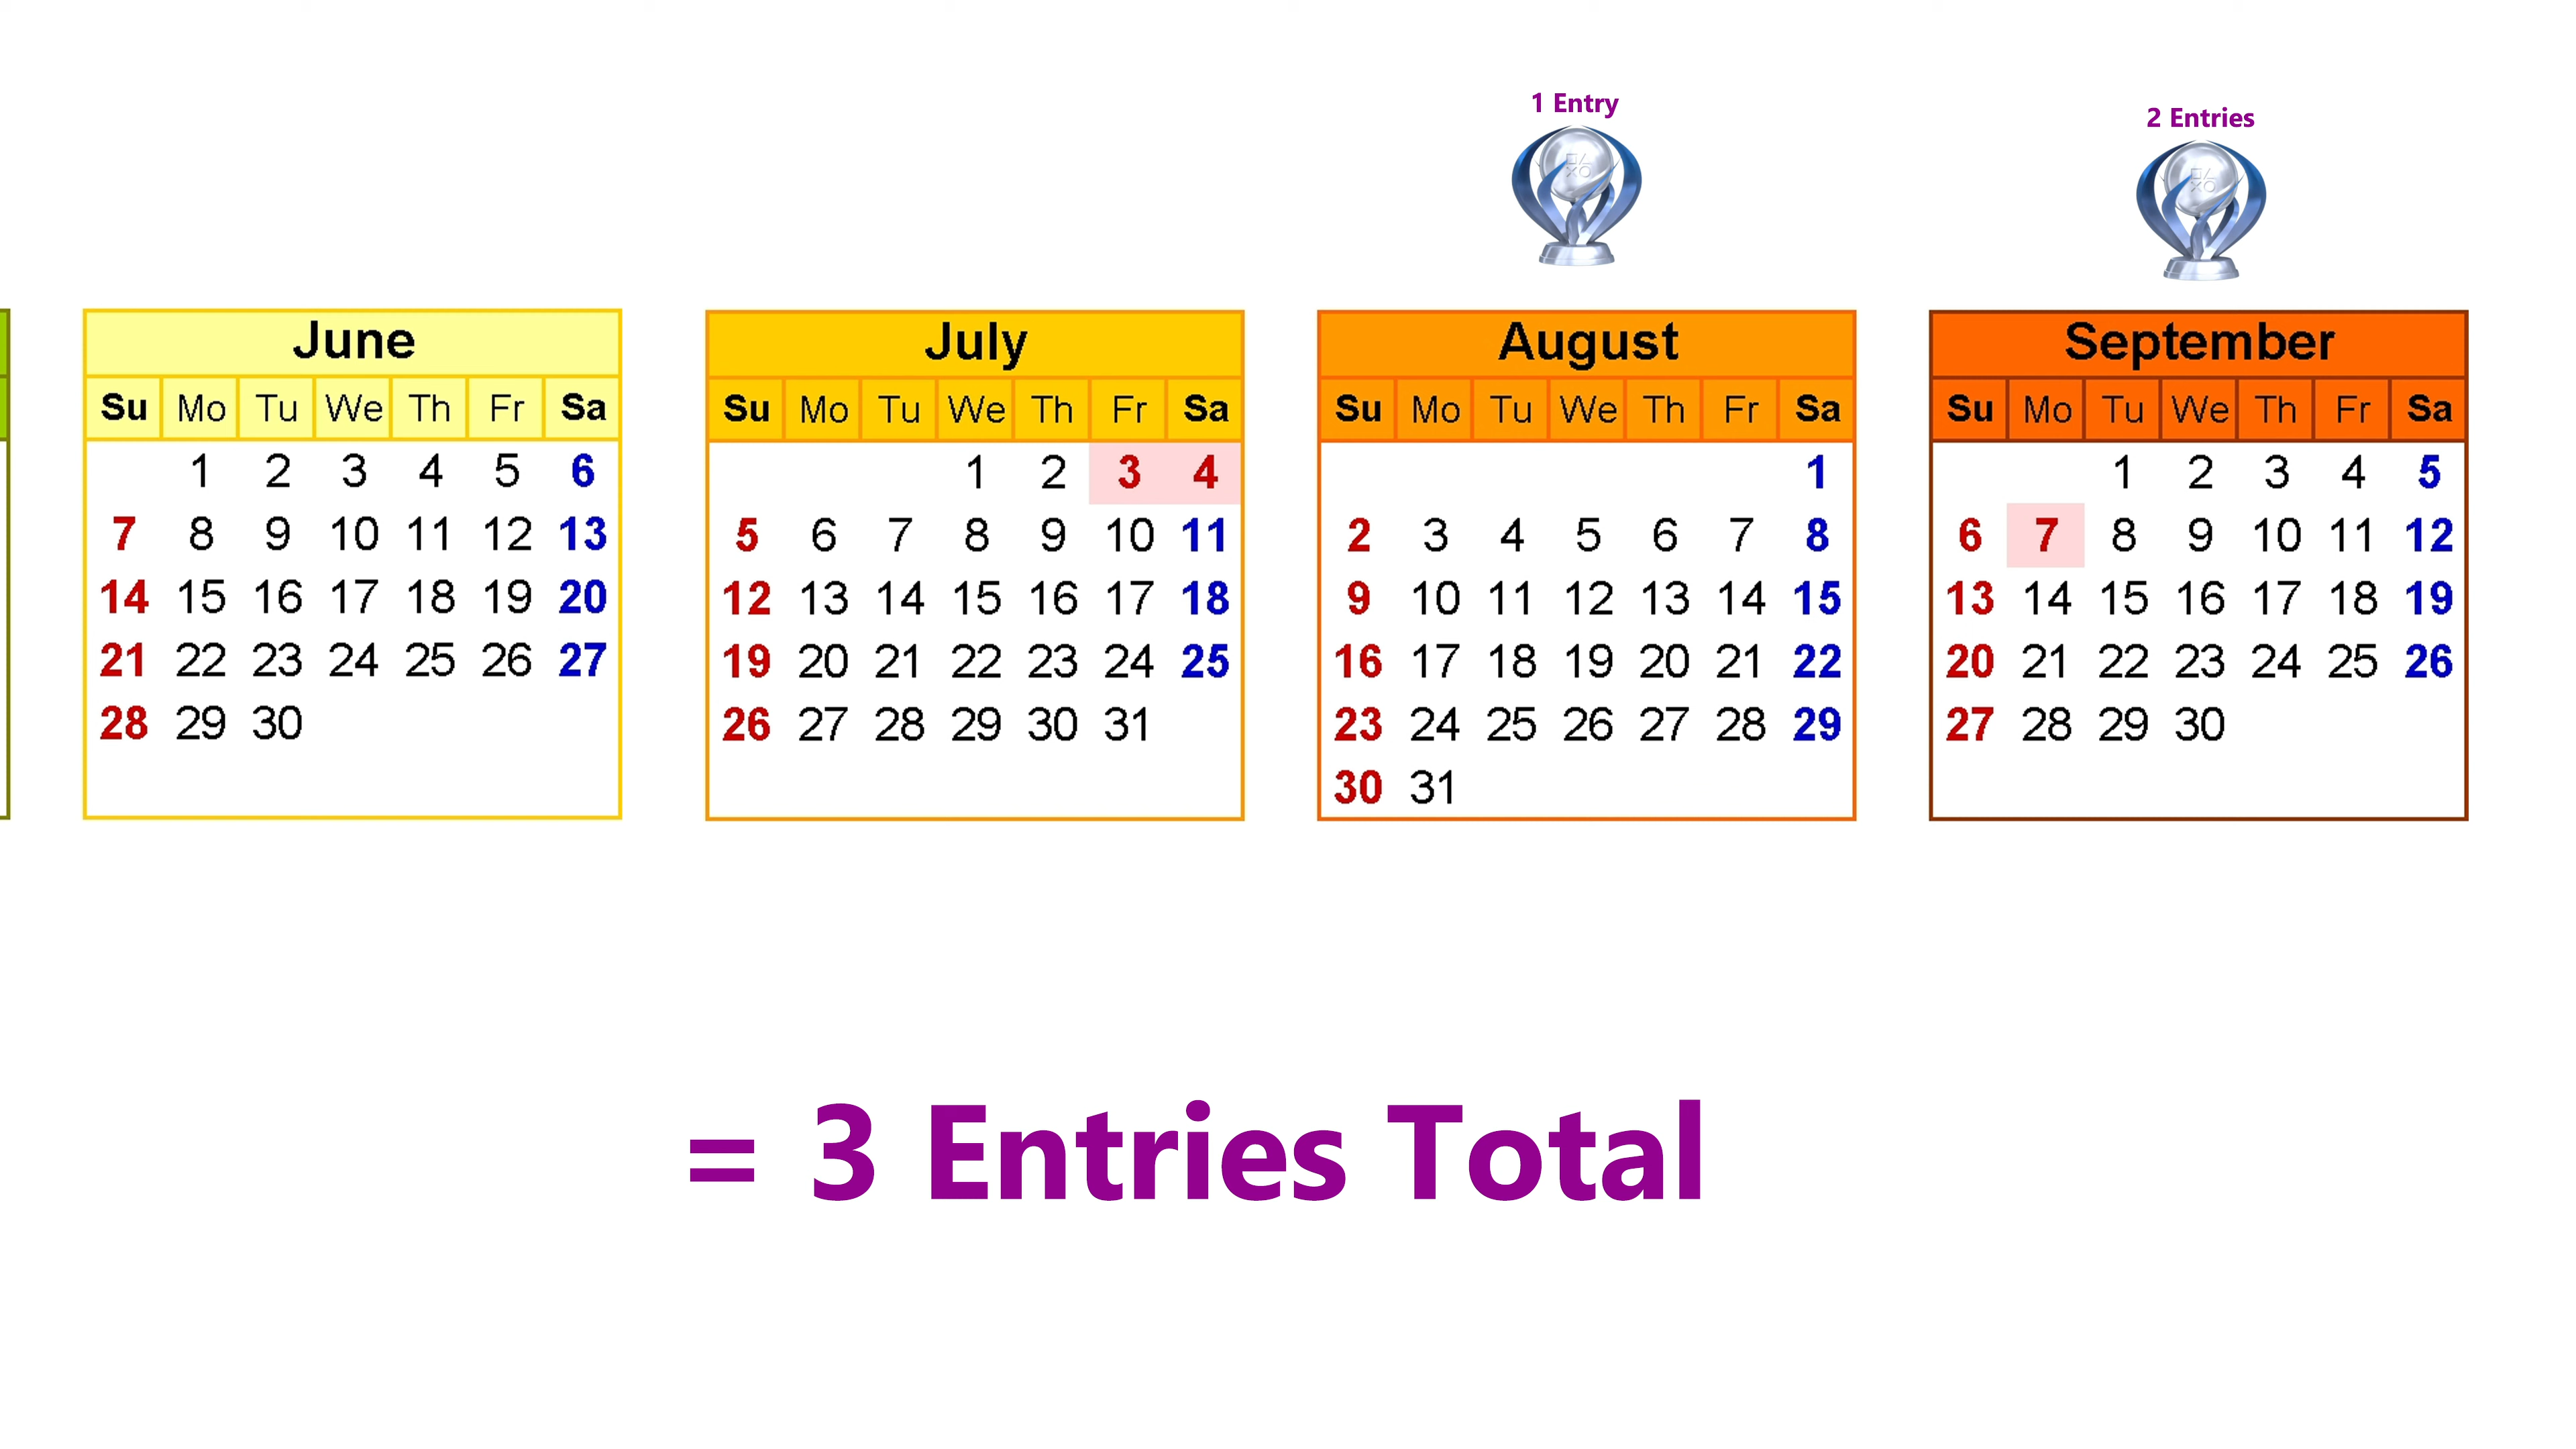 1 Entry
2 Entries
June
Su Mo Tu We Th Fr Sa
1 2 3 4 5 6
7 8 9 10 11 12 13
14 15 16 17 18 19 20
21 22 23 24 25 26 27
28 29 30
July
Su Mo Tu We Th Fr Sa
1 2 3 4
5 6 7 8 9 10 11
12 13 14 15 16 17 18
19 20 21 22 23 24 25
26 27 28 29 30 31
August
Su Mo Tu We Th Fr Sa
1
2 3 4 5 6 7 8
9 10 11 12 13 14 15
16 17 18 19 20 21 22
23 24 25 26 27 28 29
30 31
September
Su Mo Tu We Th Fr Sa
1 2 3 4 5
6 7 8 9 10 11 12
13 14 15 16 17 18 19
20 21 22 23 24 25 26
27 28 29 30
= 3 Entries Total